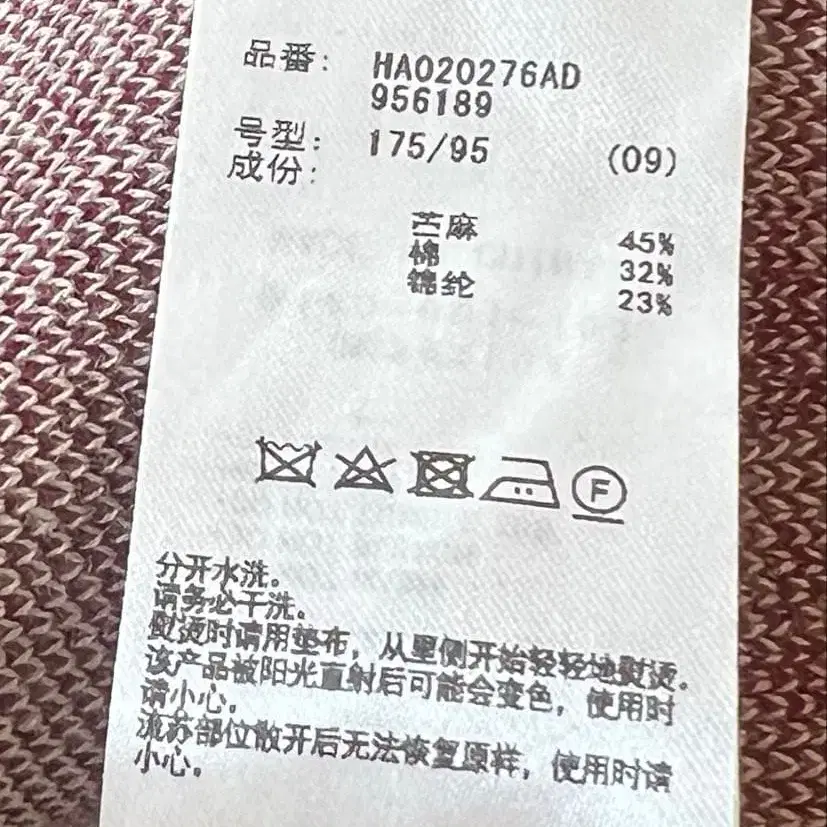 品番： HA020276AD
956189
号型： 175/95 (09)
成份：
苎麻 45%
棉 32%
锦纶 23%
F
分开水洗。
请务必干洗。
熨烫时请用垫布，从里侧开始轻轻地熨烫。
该产品被阳光直射后可能会变色，使用时
请小心。
流苏部位散开后无法恢复原样，使用时请
小心。